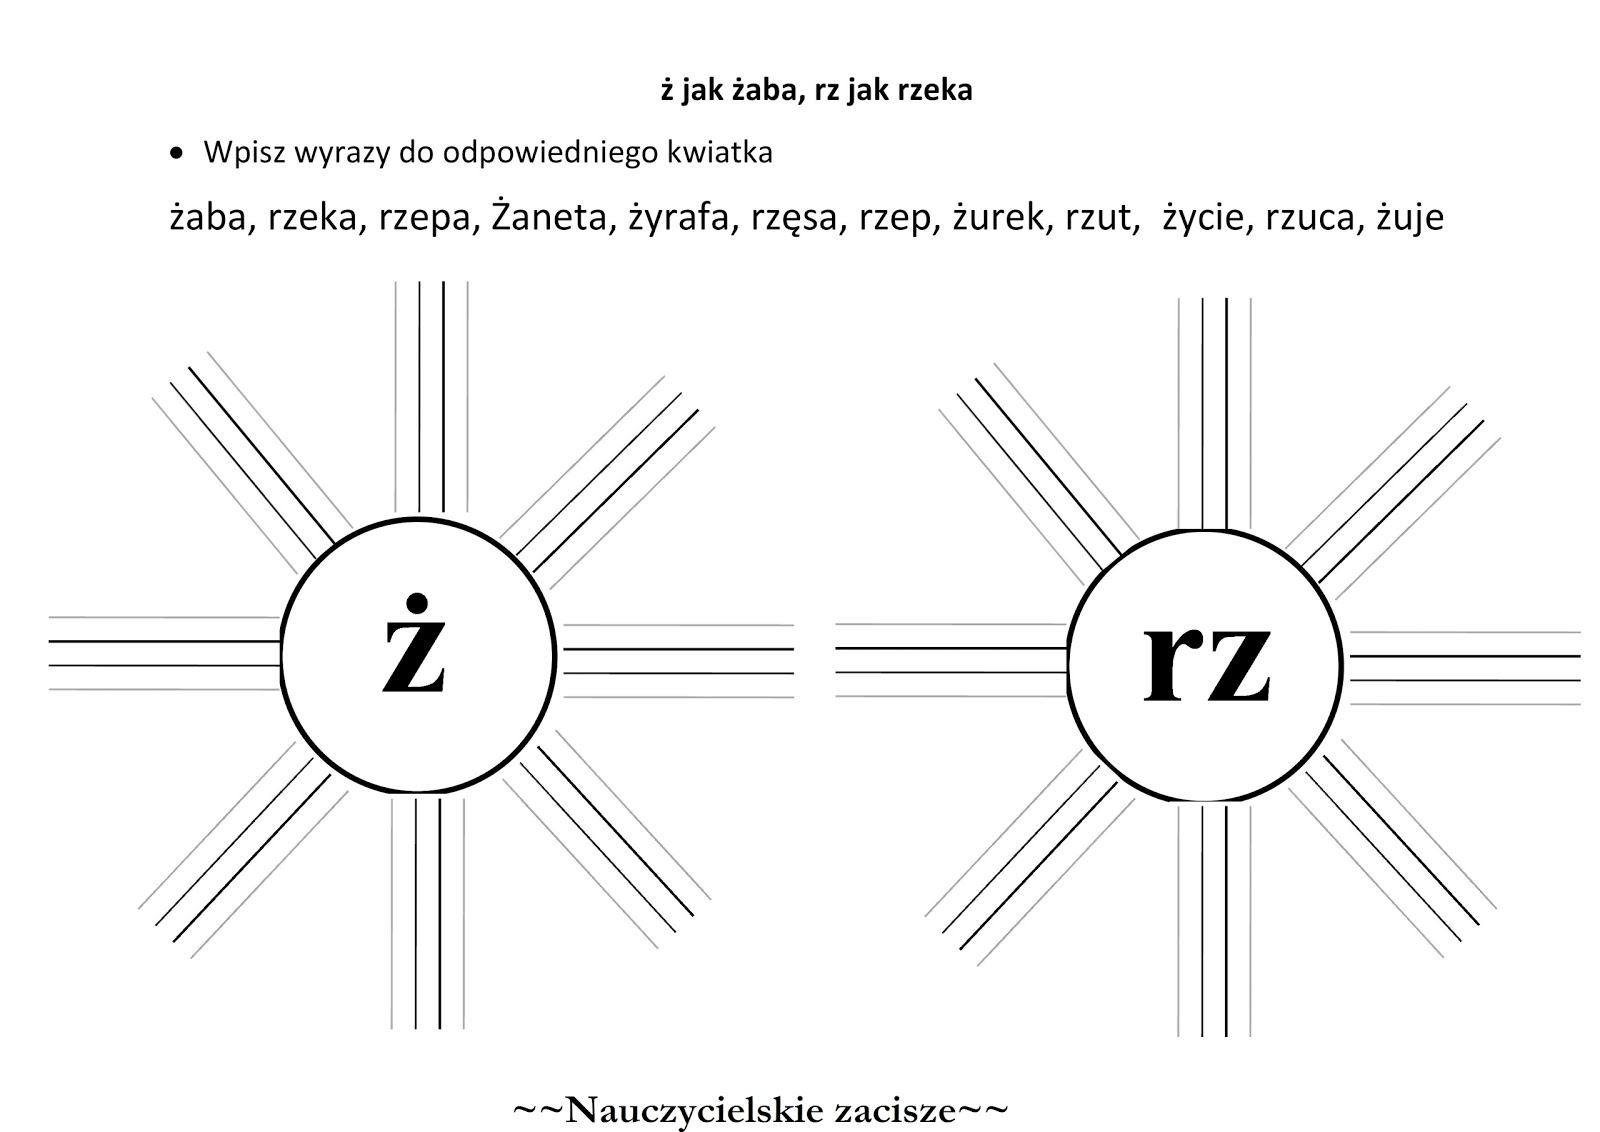 ż jak żaba, rz jak rzeka
• Wpisz wyrazy do odpowiedniego kwiatka
żaba, rzeka, rzepa, Żaneta, żyrafa, rzęsa, rzep, żurek, rzut, życie, rzuca, żuje
ż
rz
~~Nauczycielskie zacisze~~